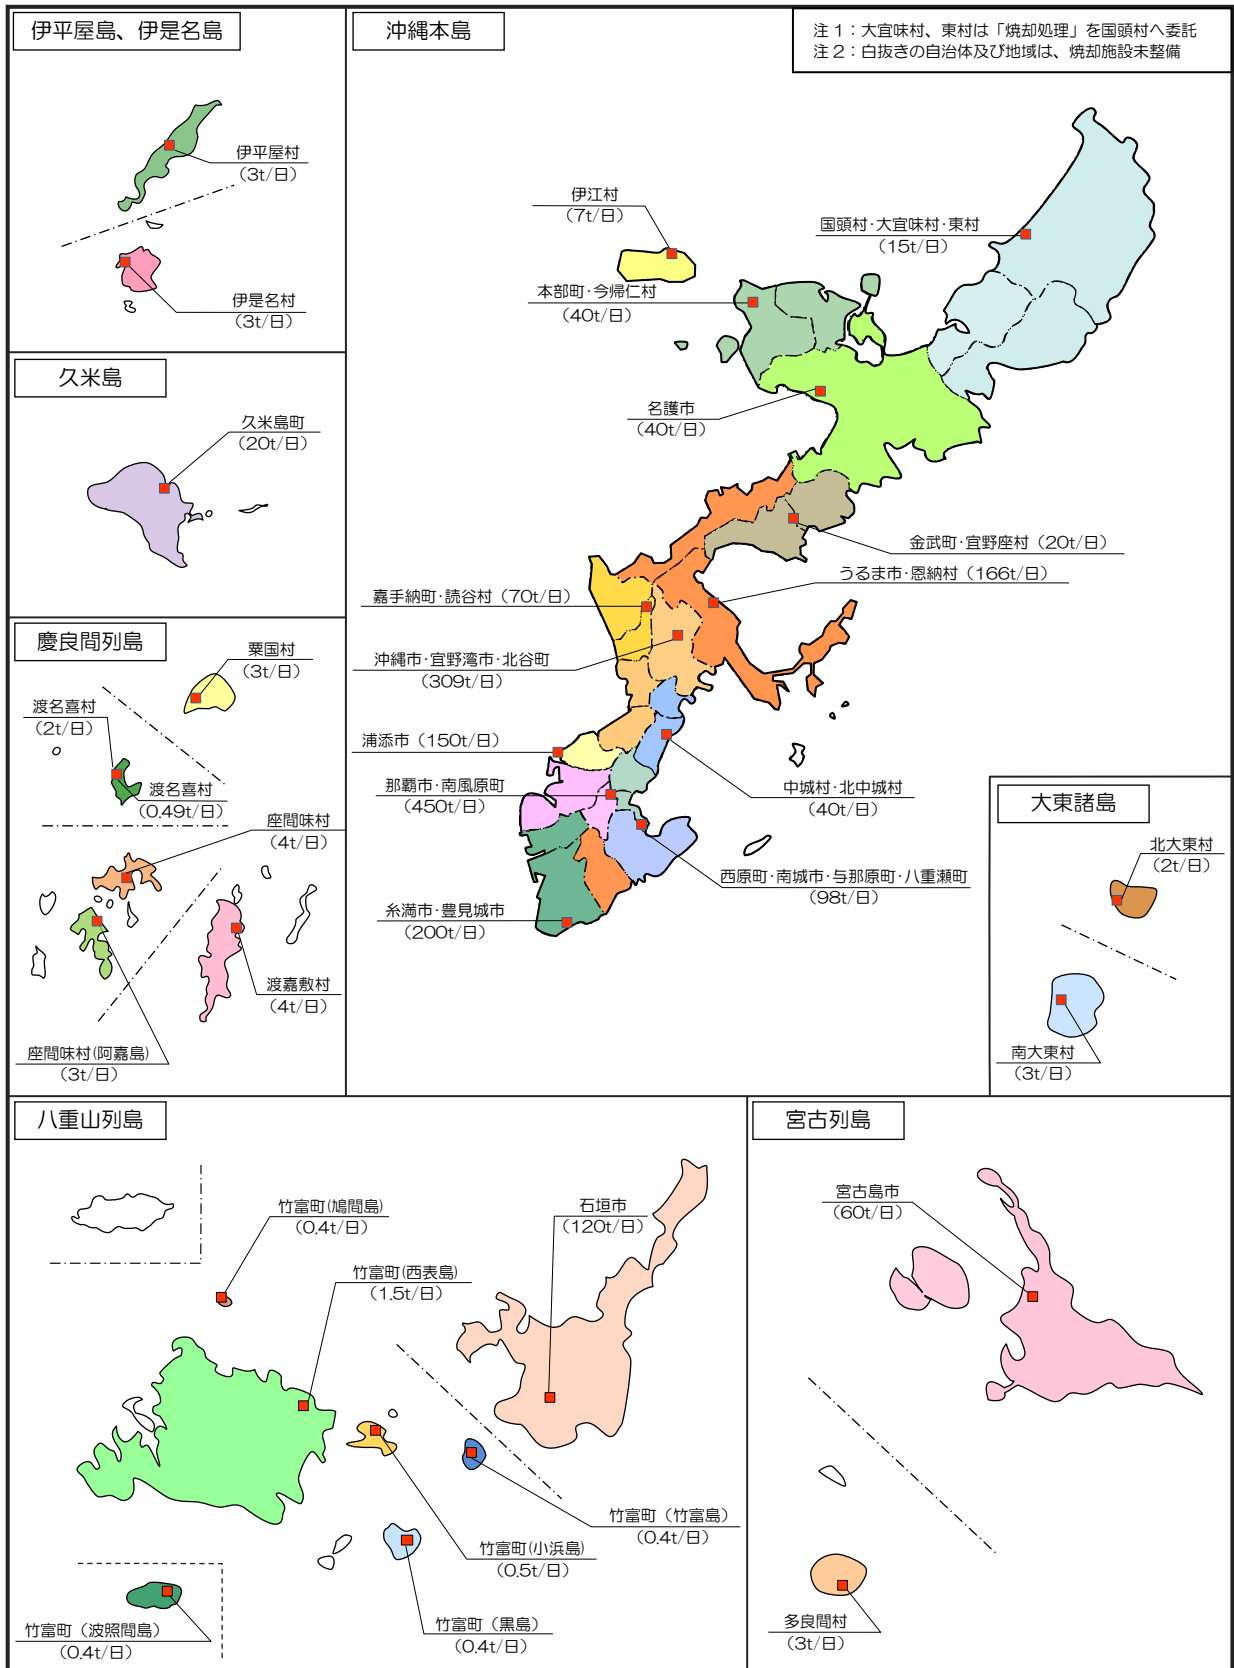 伊平屋島、伊是名島
伊平屋村
(3t/日)
伊是名村
(3t/日)
久米島
久米島町
(20t/日)
慶良間列島
粟国村
(3t/日)
渡名喜村
(2t/日)
渡名喜村
(0.49t/日)
座間味村
(4t/日)
渡嘉敷村
(4t/日)
座間味村(阿嘉島)
(3t/日)
沖縄本島
注１：大宜味村、東村は「焼却処理」を国頭村へ委託
注２：白抜きの自治体及び地域は、焼却施設未整備
伊江村
(7t/日)
国頭村・大宜味村・東村
(15t/日)
本部町・今帰仁村
(40t/日)
名護市
(40t/日)
金武町・宜野座村（20t/日）
うるま市・恩納村（166t/日）
嘉手納町・読谷村（70t/日）
沖縄市・宜野湾市・北谷町
(309t/日)
浦添市（150t/日）
那覇市・南風原町
(450t/日)
中城村・北中城村
(40t/日)
西原町・南城市・与那原町・八重瀬町
(98t/日)
糸満市・豊見城市
(200t/日)
大東諸島
北大東村
(2t/日)
南大東村
(3t/日)
八重山列島
竹富町(鳩間島)
(0.4t/日)
竹富町(西表島)
(1.5t/日)
石垣市
(120t/日)
竹富町（竹富島）
(0.4t/日)
竹富町(小浜島)
(0.5t/日)
竹富町（黒島）
(0.4t/日)
竹富町（波照間島）
(0.4t/日)
宮古列島
宮古島市
(60t/日)
多良間村
(3t/日)